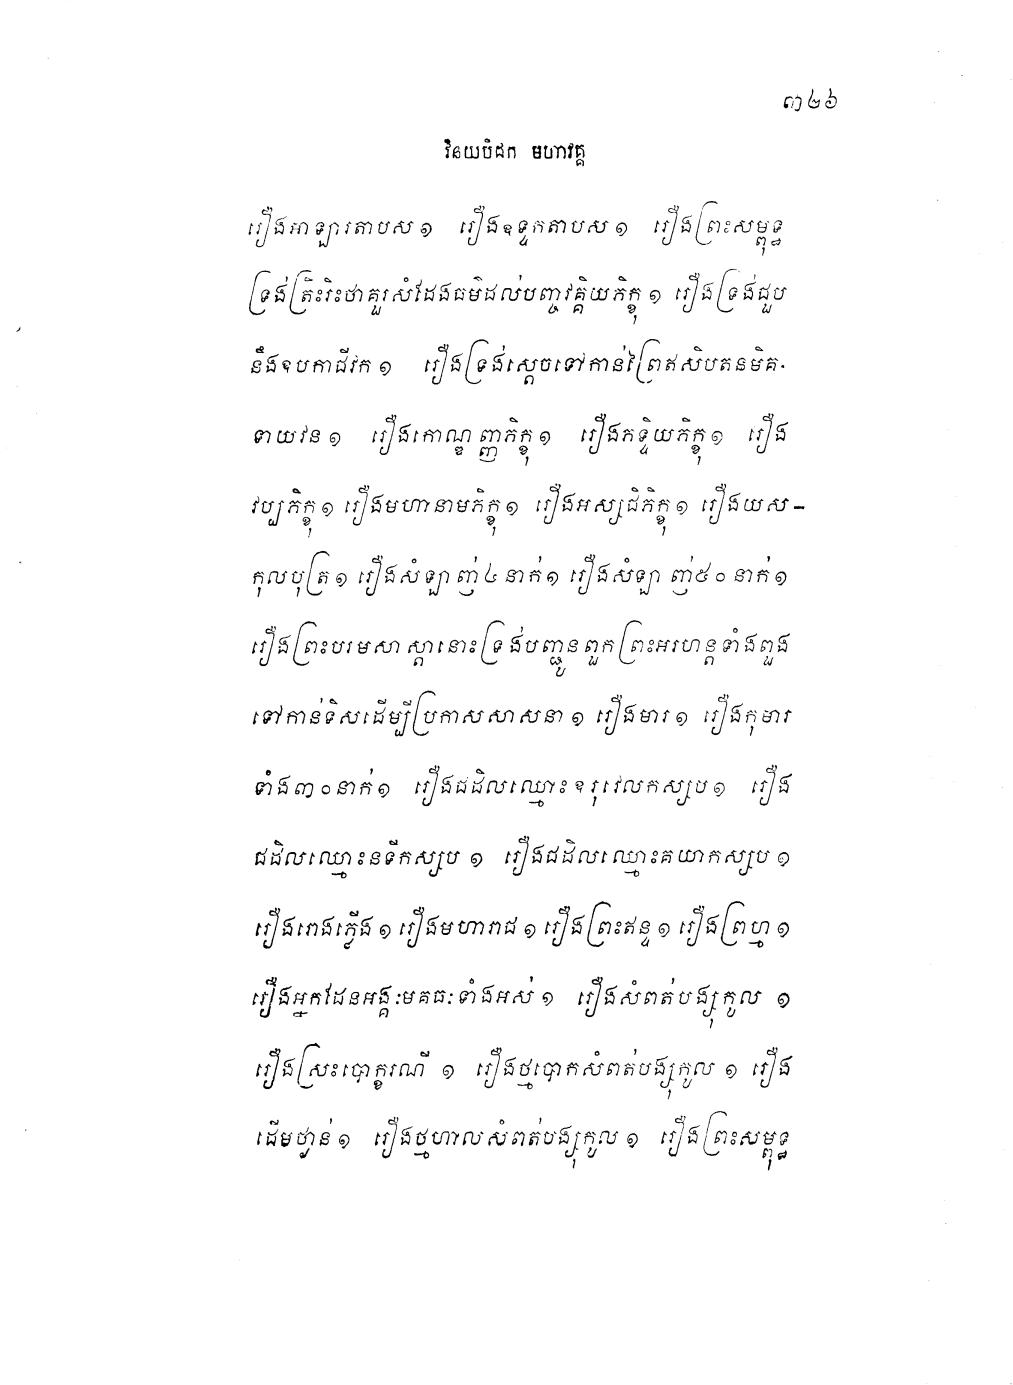 ៣២៦
វិនយបិដក មហាវគ្គ
រឿងអាឡារតាបស ១ រឿងឧទ្ទកតាបស ១ រឿងព្រះសម្ពុទ្ធ
ទ្រង់ត្រិះរិះថាគួរសំដែងធម៌ដល់បញ្ចវគ្គិយភិក្ខុ ១ រឿងទ្រង់ជួប
នឹងឧបកាជីវក ១ រឿងទ្រង់ស្តេចទៅកាន់ព្រៃឥសិបតនមិគ-
ទាយវន ១ រឿងកោណ្ឌញ្ញភិក្ខុ ១ រឿងភទ្ទិយភិក្ខុ ១ រឿង
វប្បភិក្ខុ ១ រឿងមហានាមភិក្ខុ ១ រឿងអស្សជិភិក្ខុ ១ រឿងយស-
កុលបុត្រ ១ រឿងសំឡាញ់ ៤ នាក់ ១ រឿងសំឡាញ់ ៥០ នាក់ ១
រឿងព្រះបរមសាស្តានោះទ្រង់បញ្ជូនពួកព្រះអរហន្តទាំងពួង
ទៅកាន់ទិសដើម្បីប្រកាសសាសនា ១ រឿងមារ ១ រឿងកុមារ
ទាំង ៣០ នាក់ ១ រឿងជដិលឈ្មោះឧរុវេលកស្សប ១ រឿង
ជដិលឈ្មោះនទីកស្សប ១ រឿងជដិលឈ្មោះគយាកស្សប ១
រឿងរោងភ្លើង ១ រឿងមហារាជ ១ រឿងព្រះឥន្ទ ១ រឿងព្រហ្ម ១
រឿងអ្នកដែនអង្គៈមគធៈទាំងអស់ ១ រឿងសំពត់បង្សុកូល ១
រឿងស្រះបោក្ខរណី ១ រឿងថ្មបោកសំពត់បង្សុកូល ១ រឿង
ដើមថ្ងាន់ ១ រឿងថ្មហាលសំពត់បង្សុកូល ១ រឿងព្រះសម្ពុទ្ធ